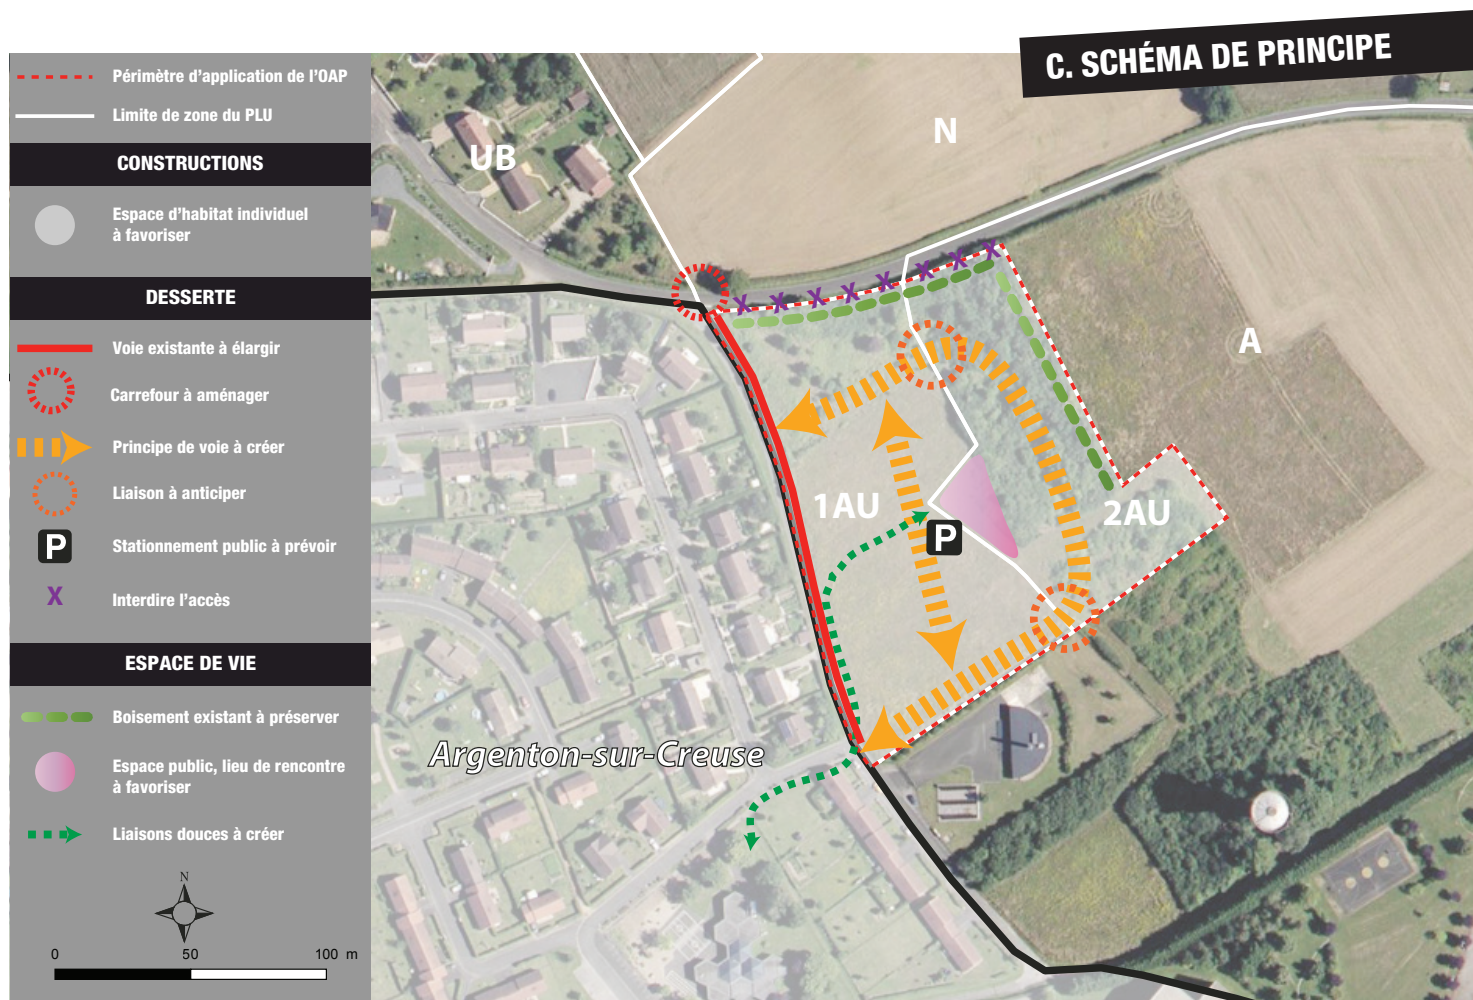 C. SCHÉMA DE PRINCIPE
Périmètre d'application de l'OAP
Limite de zone du PLU
CONSTRUCTIONS
Espace d'habitat individuel
à favoriser
DESSERTE
Voie existante à élargir
Carrefour à aménager
Principe de voie à créer
Liaison à anticiper
P
Stationnement public à prévoir
X
Interdire l'accès
ESPACE DE VIE
Boisement existant à préserver
Espace public, lieu de rencontre
à favoriser
Liaisons douces à créer
N
0 50 100 m
UB
N
X X X X X X X X
A
1AU
2AU
P
Argenton-sur-Creuse